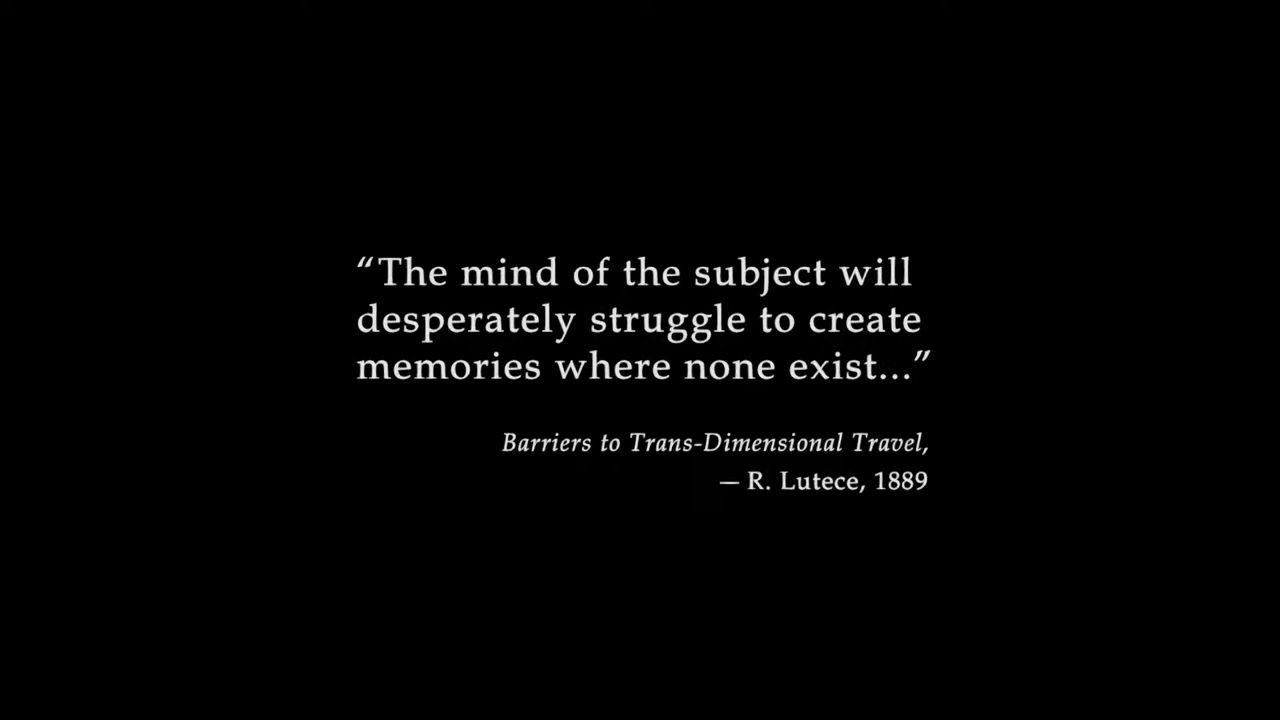 “The mind of the subject will
desperately struggle to create
memories where none exist...”
Barriers to Trans-Dimensional Travel,
— R. Lutece, 1889